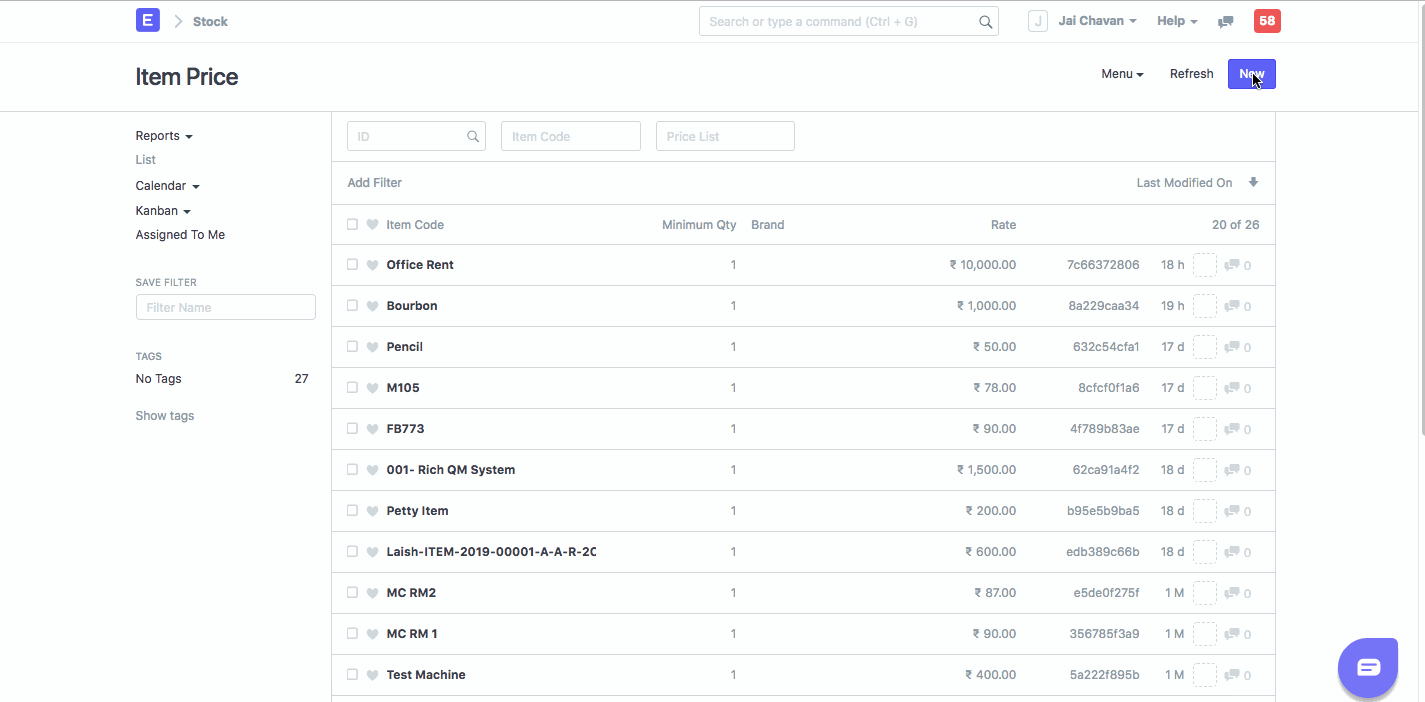 E Stock Search or type a command (Ctrl + G) J Jai Chavan Help 58
Item Price Menu Refresh New
Reports
List
Calendar
Kanban
Assigned To Me
SAVE FILTER
Filter Name
TAGS
No Tags 27
Show tags
ID Item Code Price List
Add Filter Last Modified On
Item Code Minimum Qty Brand Rate 20 of 26
Office Rent 1 ₹ 10,000.00 7c66372806 18 h 0
Bourbon 1 ₹ 1,000.00 8a229caa34 19 h 0
Pencil 1 ₹ 50.00 632c54cfa1 17 d 0
M105 1 ₹ 78.00 8cfcf0f1a6 17 d 0
FB773 1 ₹ 90.00 4f789b83ae 17 d 0
001- Rich QM System 1 ₹ 1,500.00 62ca91a4f2 18 d 0
Petty Item 1 ₹ 200.00 b95e5b9ba5 18 d 0
Laish-ITEM-2019-00001-A-A-R-2C 1 ₹ 600.00 edb389c66b 18 d 0
MC RM2 1 ₹ 87.00 e5de0f275f 1 M 0
MC RM 1 1 ₹ 90.00 356785f3a9 1 M 0
Test Machine 1 ₹ 400.00 5a222f895b 1 M 0